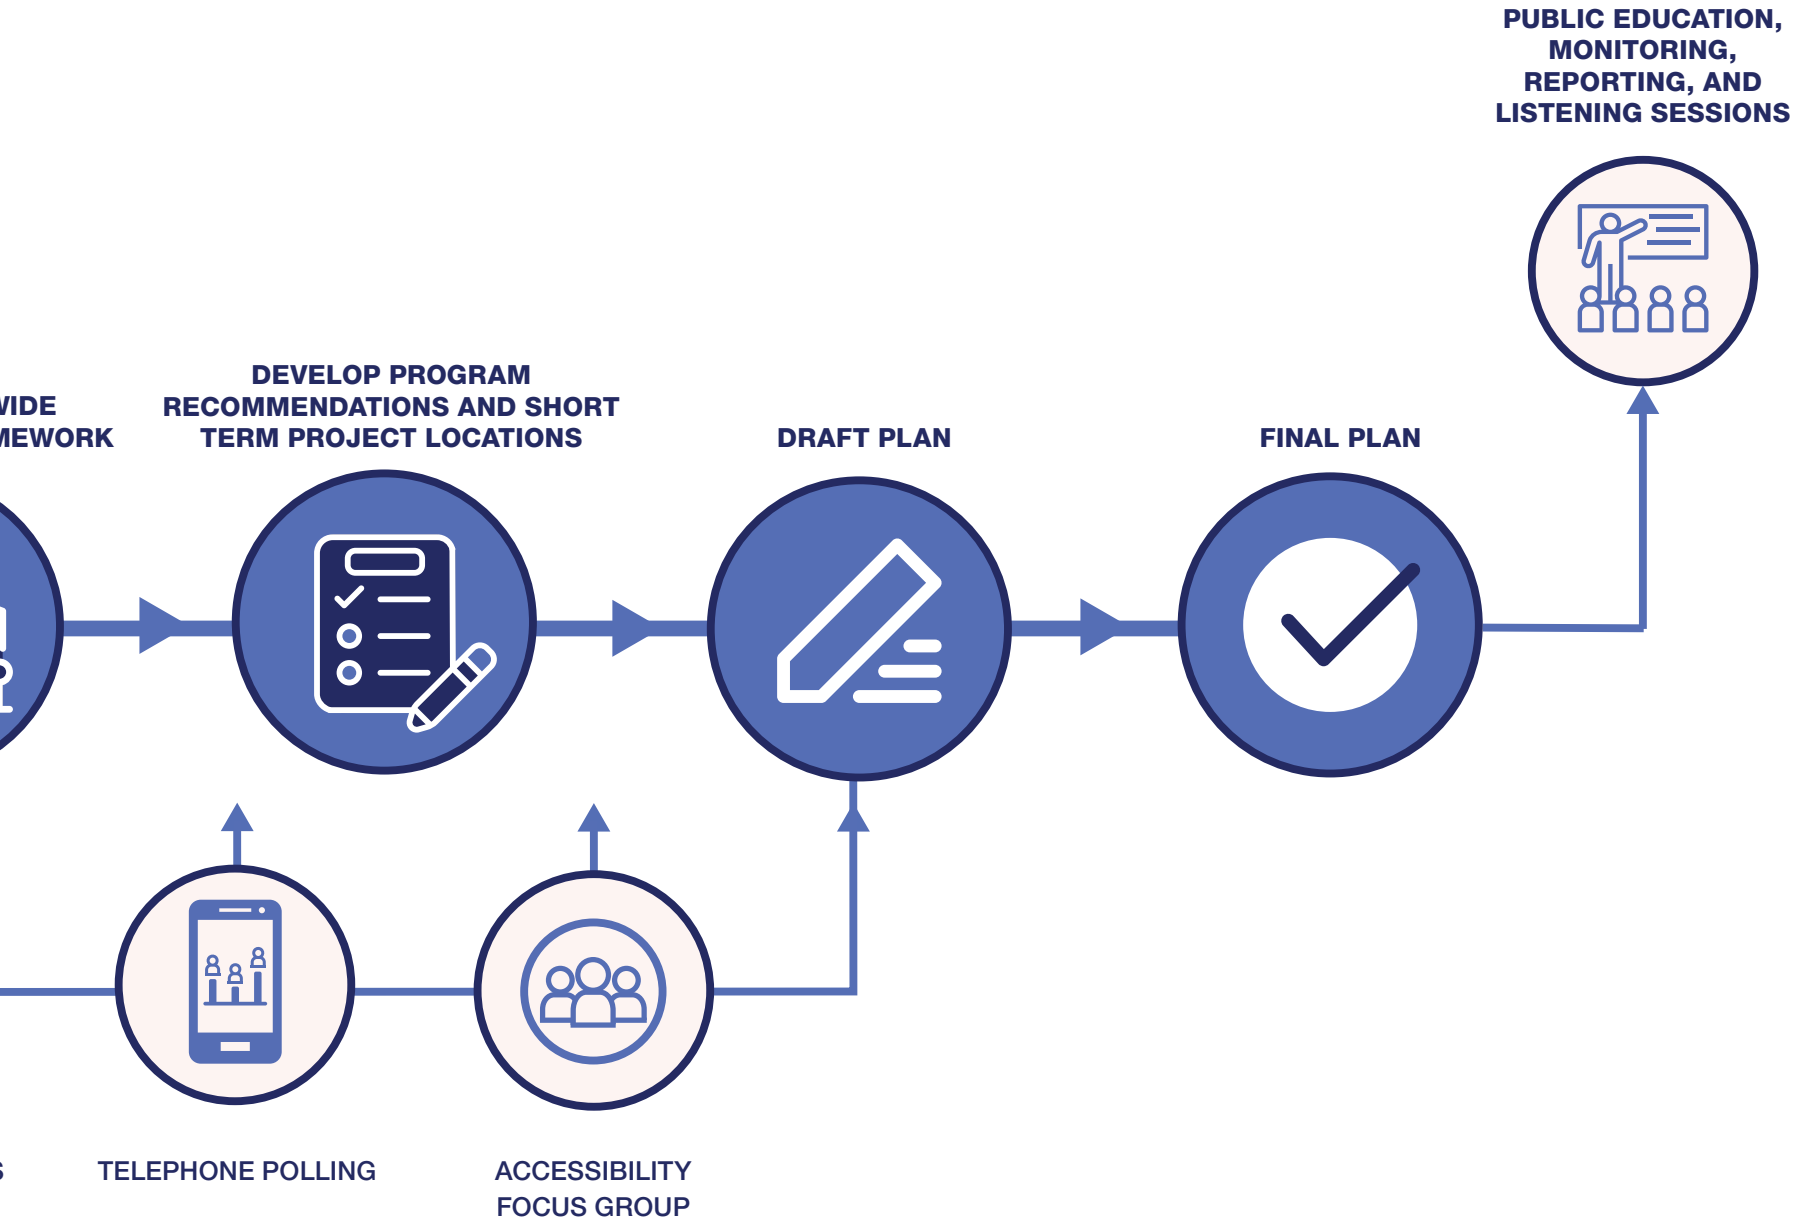 PUBLIC EDUCATION,
MONITORING,
REPORTING, AND
LISTENING SESSIONS
DEVELOP PROGRAM
RECOMMENDATIONS AND SHORT
TERM PROJECT LOCATIONS
DRAFT PLAN
FINAL PLAN
TELEPHONE POLLING
ACCESSIBILITY
FOCUS GROUP